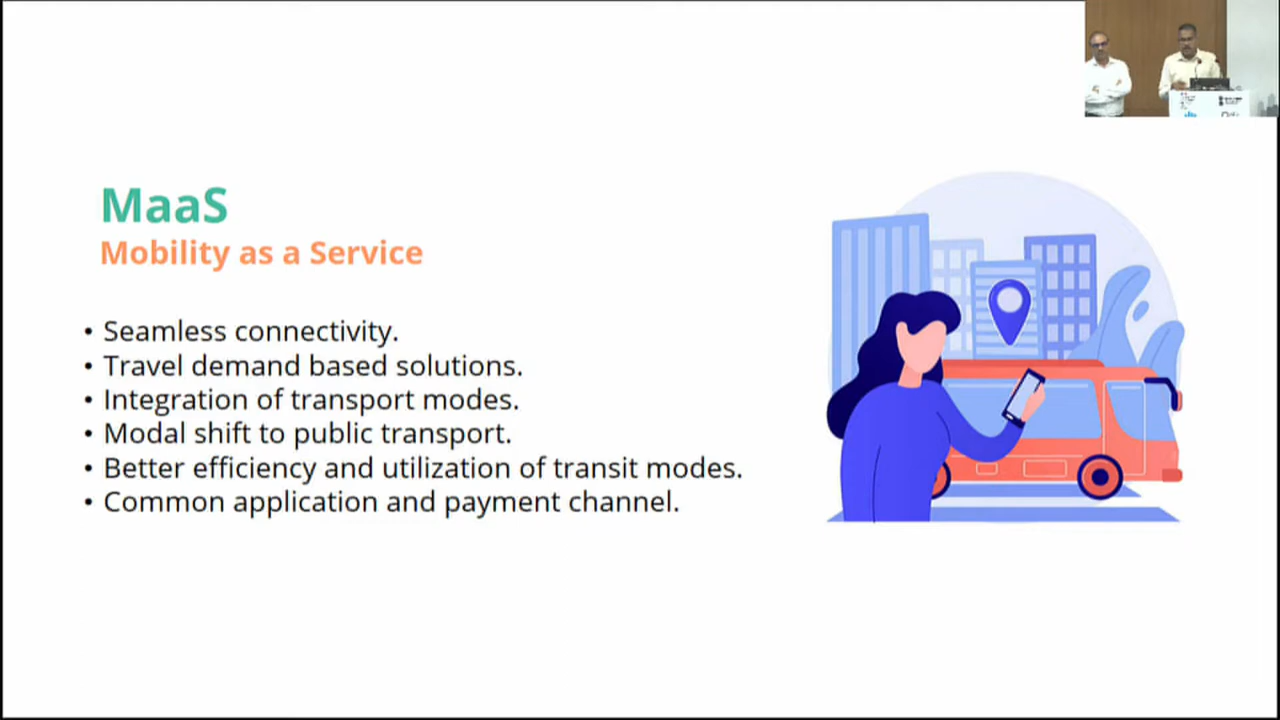 MaaS
Mobility as a Service
• Seamless connectivity.
• Travel demand based solutions.
• Integration of transport modes.
• Modal shift to public transport.
• Better efficiency and utilization of transit modes.
• Common application and payment channel.